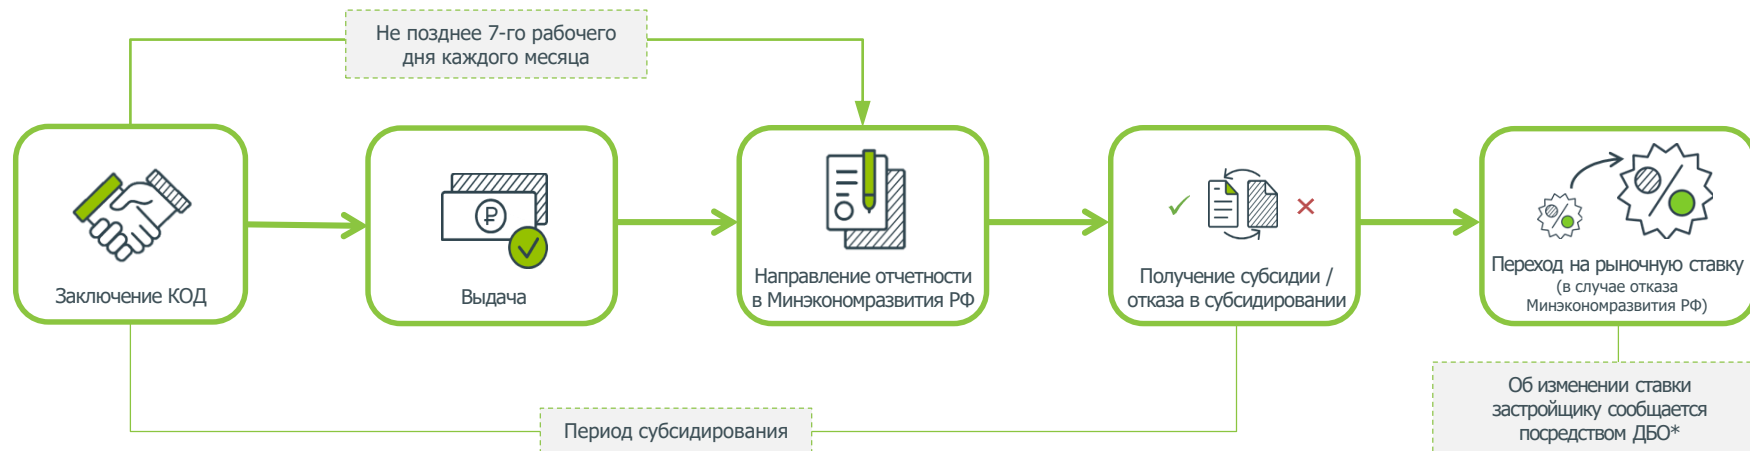 Не позднее 7-го рабочего
дня каждого месяца
Заключение КОД
Выдача
Направление отчетности
в Минэкономразвития РФ
Получение субсидии /
отказа в субсидировании
Переход на рыночную ставку
(в случае отказа
Минэкономразвития РФ)
Период субсидирования
Об изменении ставки
застройщику сообщается
посредством ДБО*